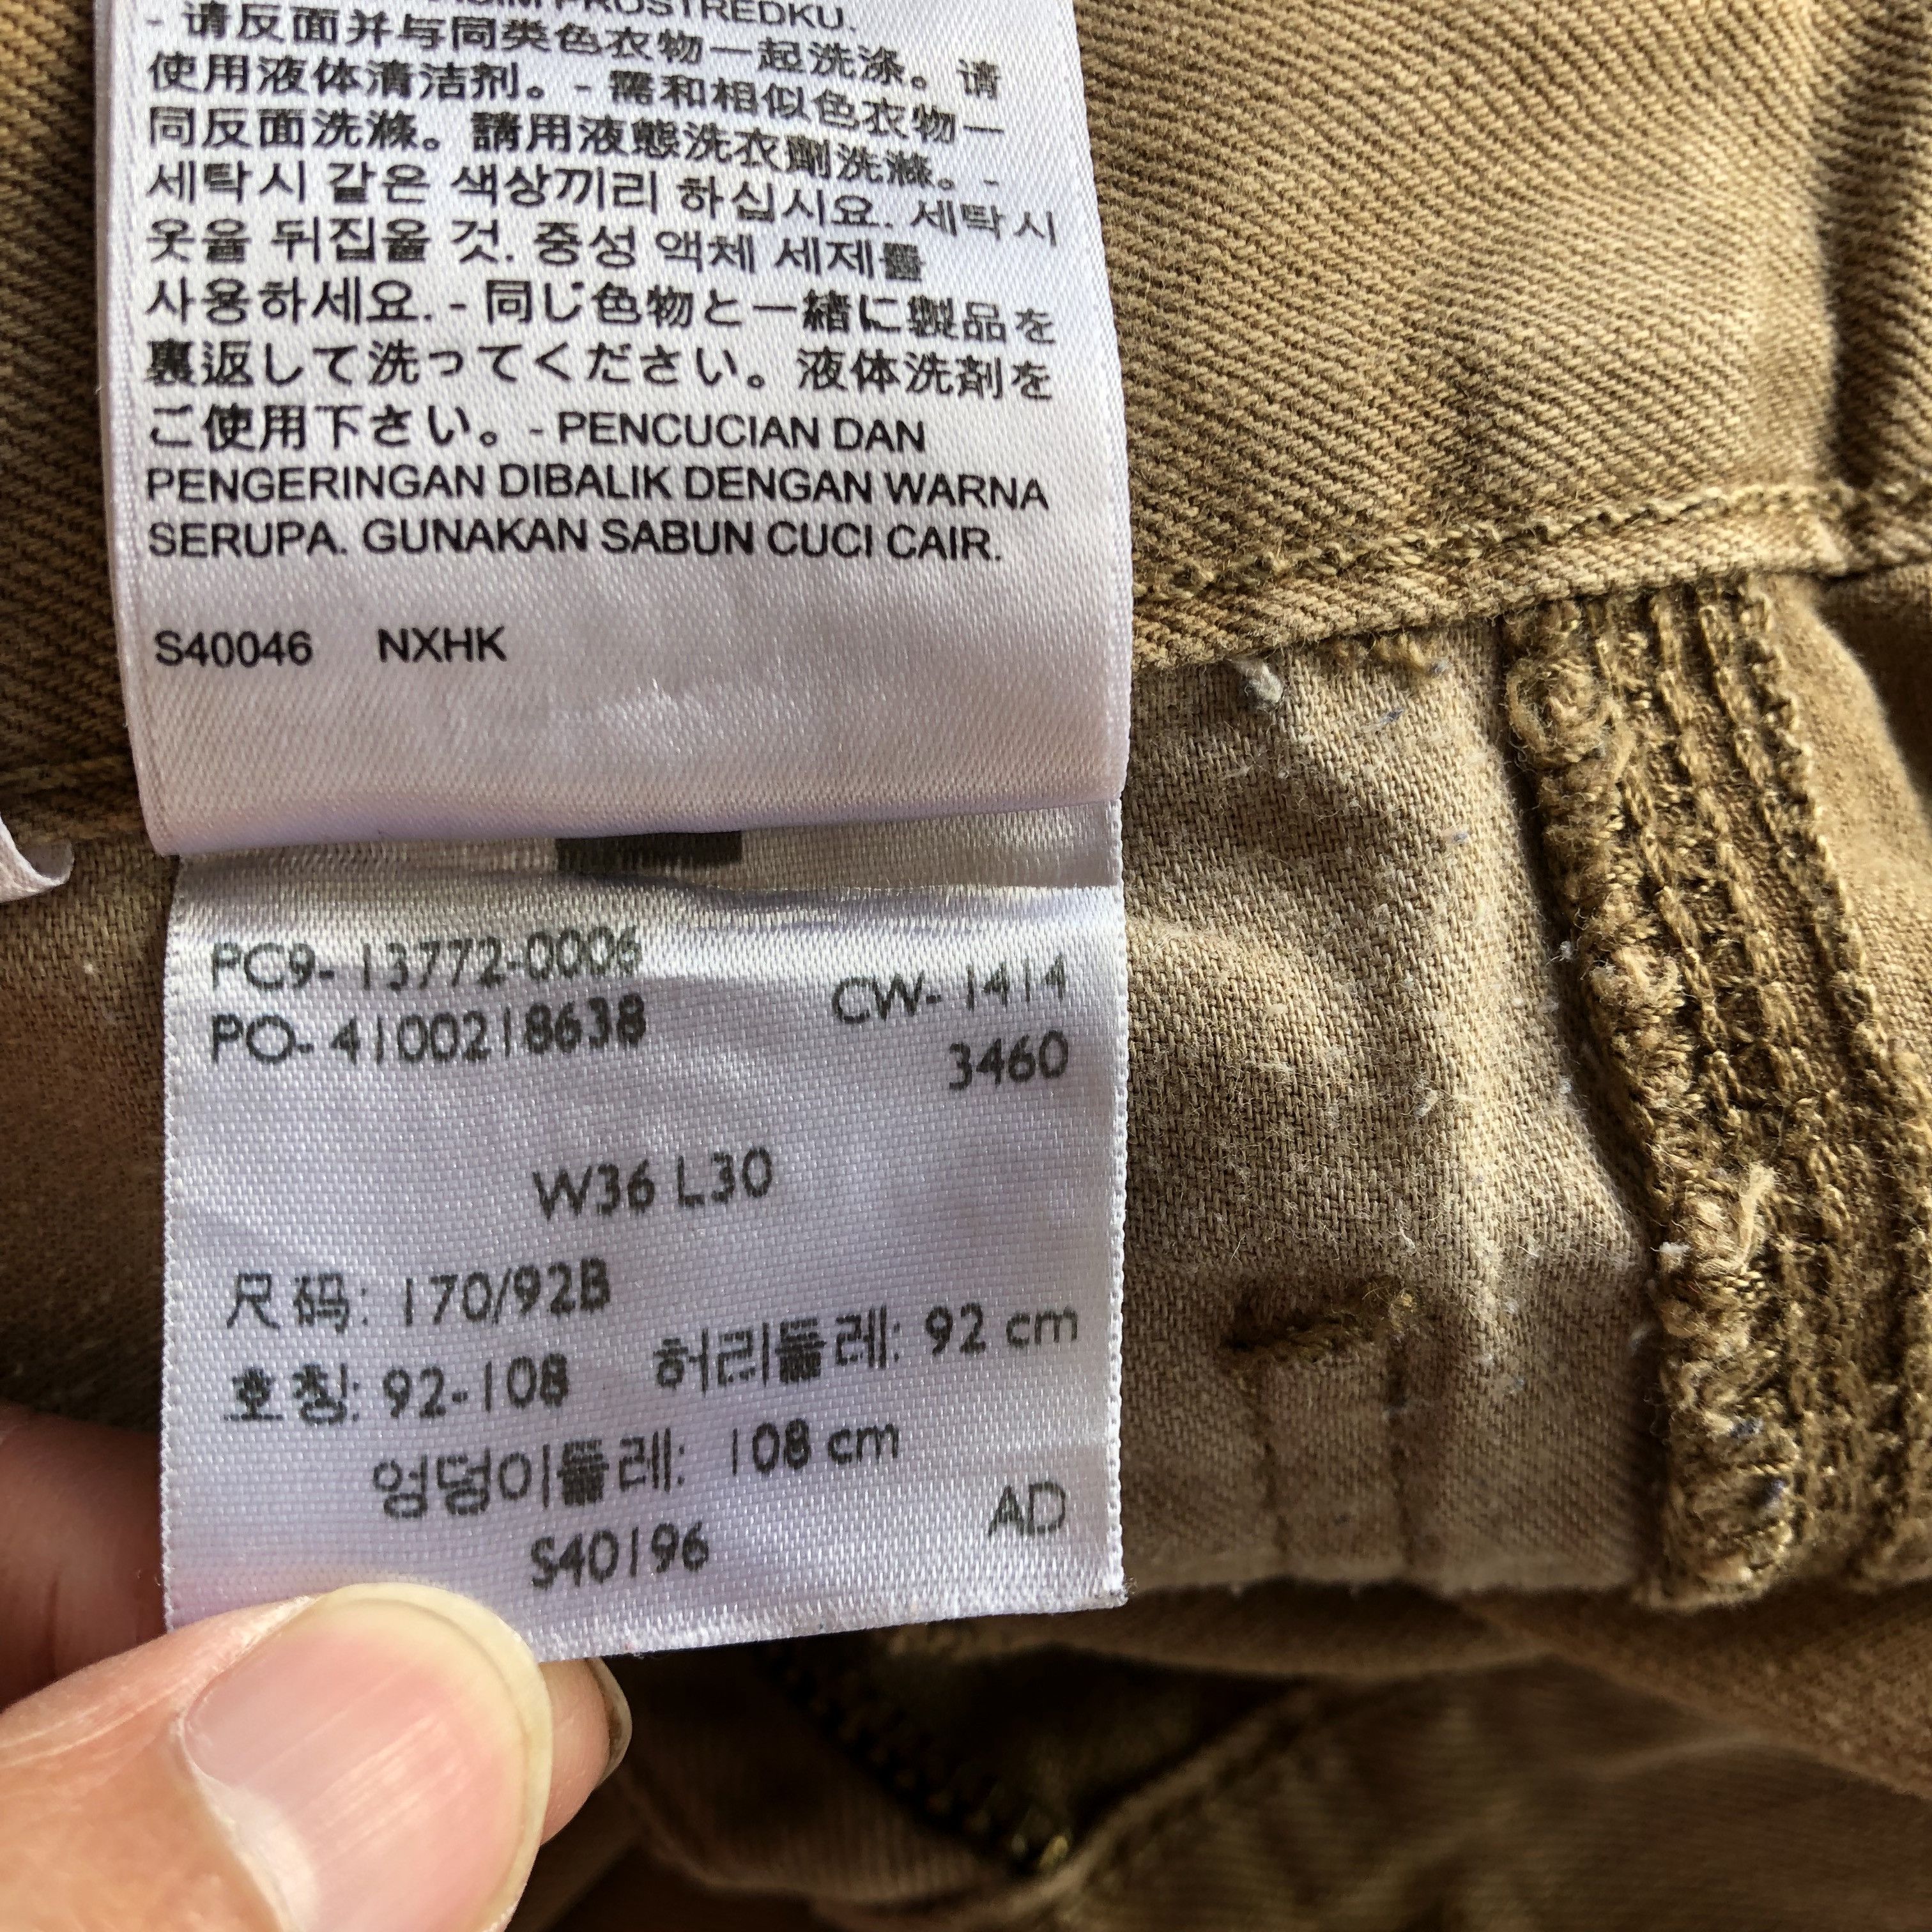 PROSTREDKU.
- 请反面并与同类色衣物一起洗涤。请
使用液体清洁剂。- 需和相似色衣物一
同反面洗滌。請用液態洗衣劑洗滌。-
세탁시 같은 색상끼리 하십시요. 세탁시
옷을 뒤집을 것. 중성 액체 세제를
사용하세요. - 同じ色物と一緒に製品を
裏返して洗ってください。液体洗剤を
ご使用下さい。- PENCUCIAN DAN
PENGERINGAN DIBALIK DENGAN WARNA
SERUPA. GUNAKAN SABUN CUCI CAIR.
S40046 NXHK
PC9-13772-0006
CW-1414
PO-4100218638
3460
W36 L30
尺码: 170/92B
호칭: 92-108 허리둘레: 92 cm
엉덩이둘레: 108 cm
AD
S40196